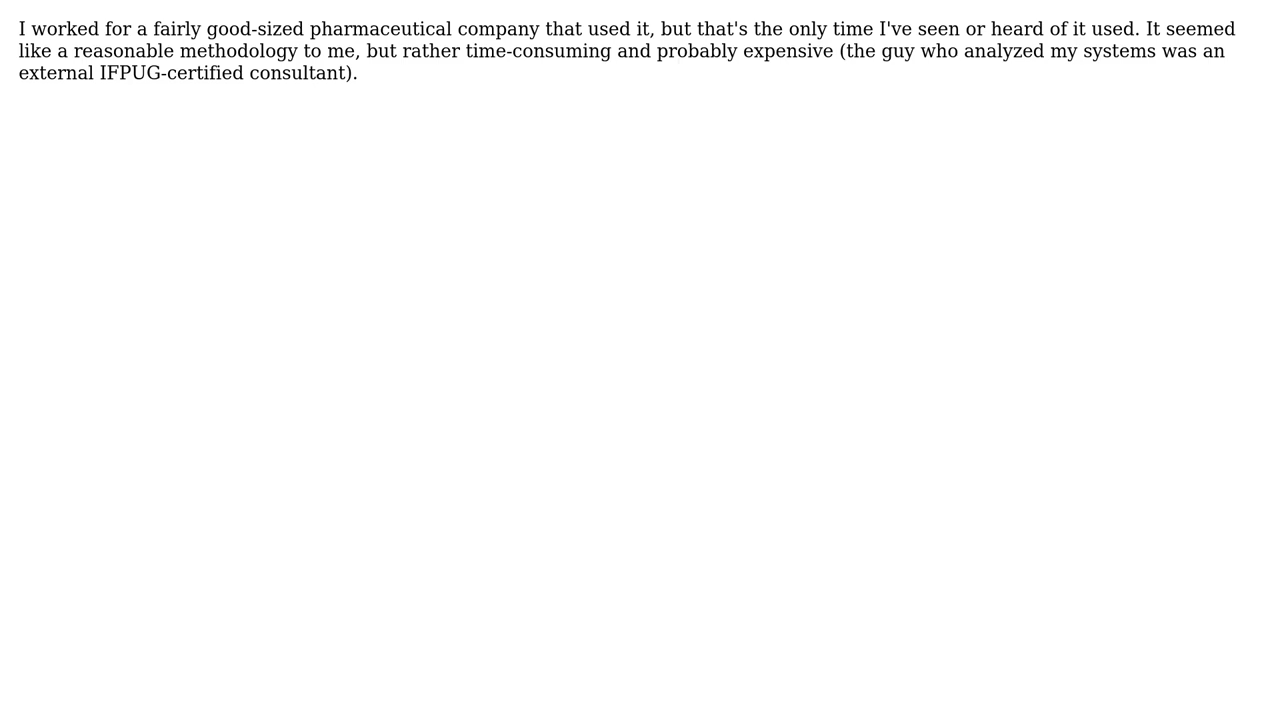 I worked for a fairly good-sized pharmaceutical company that used it, but that's the only time I've seen or heard of it used. It seemed
like a reasonable methodology to me, but rather time-consuming and probably expensive (the guy who analyzed my systems was an
external IFPUG-certified consultant).